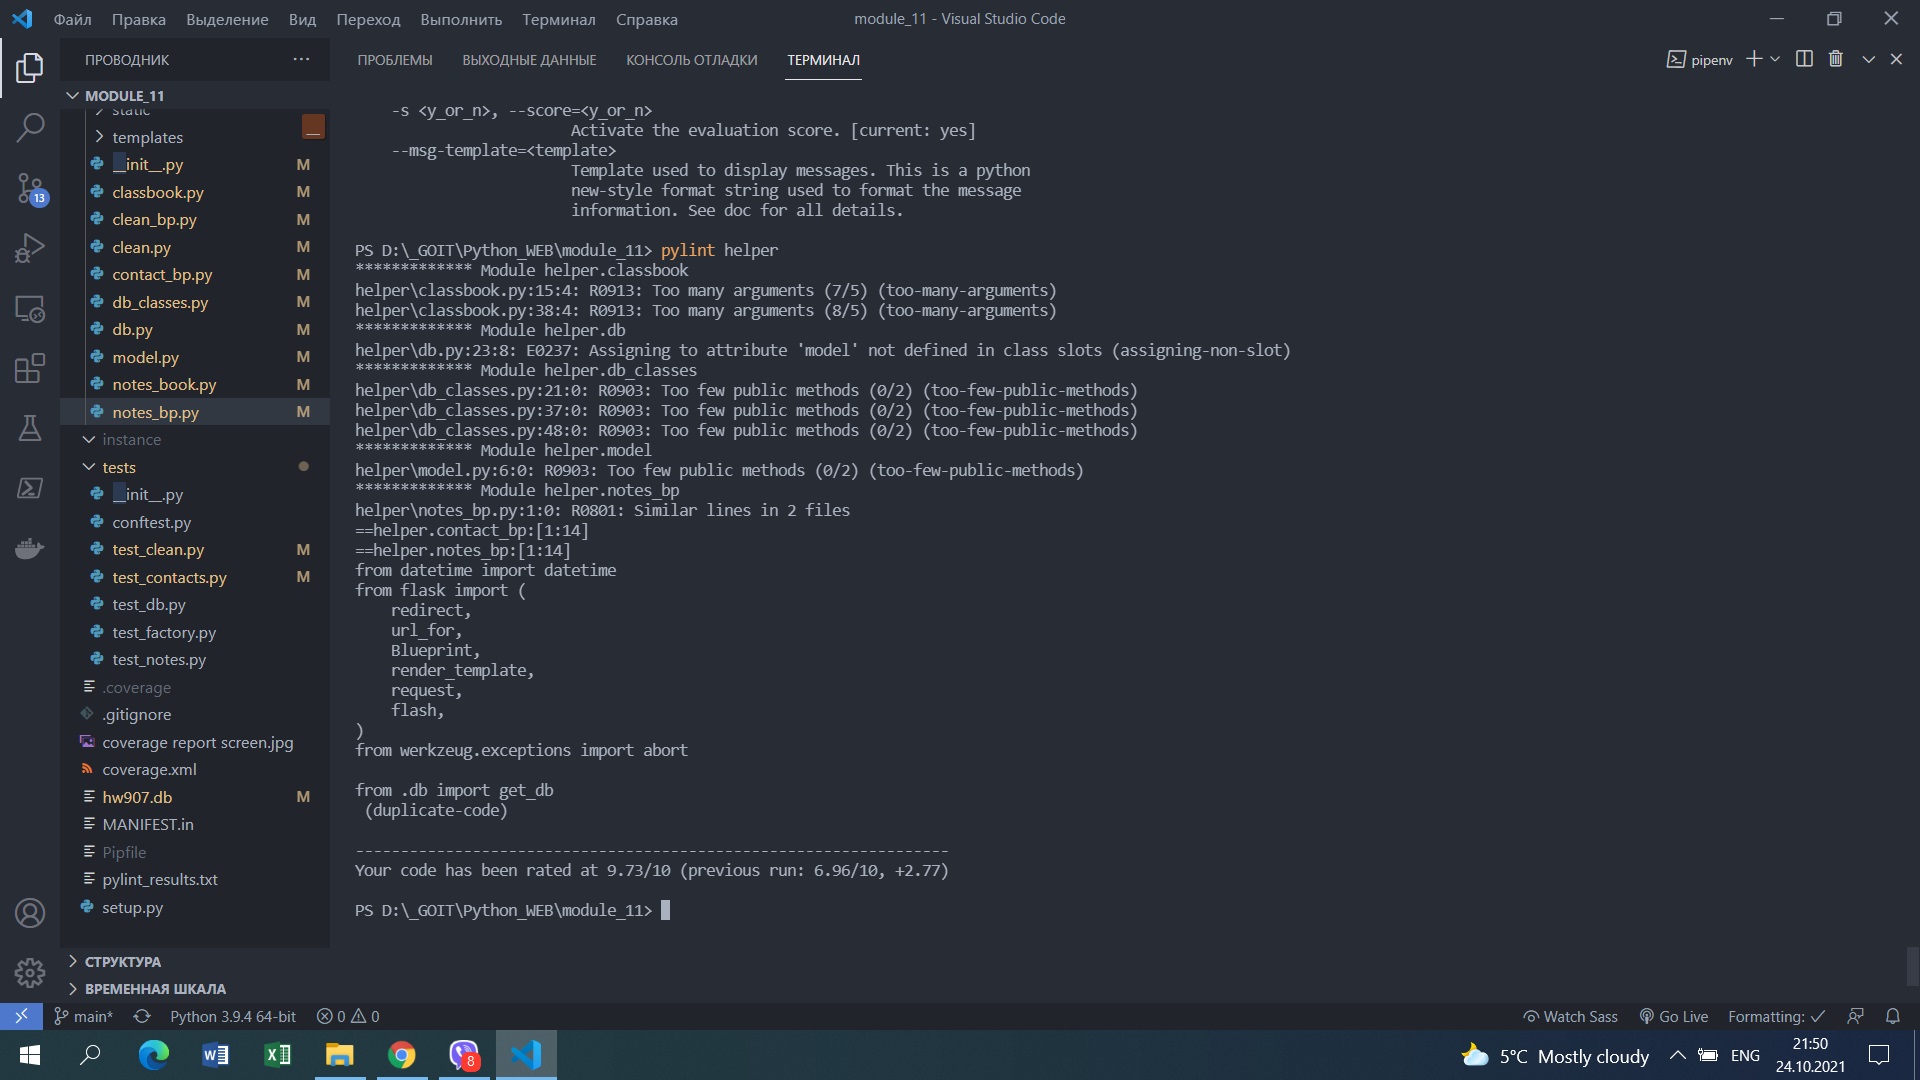 Файл Правка Выделение Вид Переход Выполнить Терминал Справка
module_11 - Visual Studio Code
ПРОВОДНИК
ПРОБЛЕМЫ ВЫХОДНЫЕ ДАННЫЕ КОНСОЛЬ ОТЛАДКИ ТЕРМИНАЛ
pipenv
MODULE_11
static
templates
__init__.py M
classbook.py M
clean_bp.py M
clean.py M
contact_bp.py M
db_classes.py M
db.py M
model.py M
notes_book.py M
notes_bp.py M
instance
tests
__init__.py
conftest.py
test_clean.py M
test_contacts.py M
test_db.py
test_factory.py
test_notes.py
.coverage
.gitignore
coverage report screen.jpg
coverage.xml
hw907.db M
MANIFEST.in
Pipfile
pylint_results.txt
setup.py
СТРУКТУРА
ВРЕМЕННАЯ ШКАЛА
13
-s <y_or_n>, --score=<y_or_n>
Activate the evaluation score. [current: yes]
--msg-template=<template>
Template used to display messages. This is a python
new-style format string used to format the message
information. See doc for all details.
PS D:\_GOIT\Python_WEB\module_11> pylint helper
************* Module helper.classbook
helper\classbook.py:15:4: R0913: Too many arguments (7/5) (too-many-arguments)
helper\classbook.py:38:4: R0913: Too many arguments (8/5) (too-many-arguments)
************* Module helper.db
helper\db.py:23:8: E0237: Assigning to attribute 'model' not defined in class slots (assigning-non-slot)
************* Module helper.db_classes
helper\db_classes.py:21:0: R0903: Too few public methods (0/2) (too-few-public-methods)
helper\db_classes.py:37:0: R0903: Too few public methods (0/2) (too-few-public-methods)
helper\db_classes.py:48:0: R0903: Too few public methods (0/2) (too-few-public-methods)
************* Module helper.model
helper\model.py:6:0: R0903: Too few public methods (0/2) (too-few-public-methods)
************* Module helper.notes_bp
helper\notes_bp.py:1:0: R0801: Similar lines in 2 files
==helper.contact_bp:[1:14]
==helper.notes_bp:[1:14]
from datetime import datetime
from flask import (
redirect,
url_for,
Blueprint,
render_template,
request,
flash,
)
from werkzeug.exceptions import abort
from .db import get_db
(duplicate-code)
------------------------------------------------------------------
Your code has been rated at 9.73/10 (previous run: 6.96/10, +2.77)
PS D:\_GOIT\Python_WEB\module_11>
main* Python 3.9.4 64-bit 0 0
Watch Sass Go Live Formatting: ✓
8
5°C Mostly cloudy ENG
21:50
24.10.2021